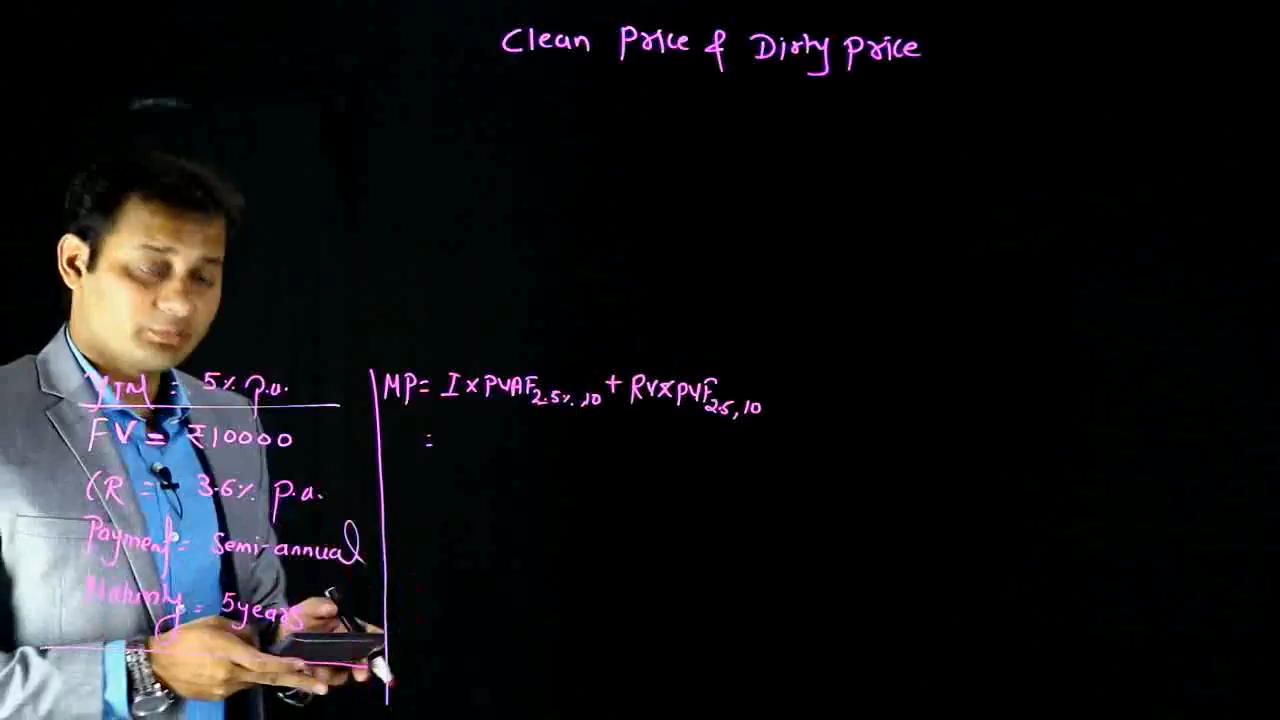 Clean Price & Dirty Price
YTM = 5% p.a.
FV = ₹10000
CR = 3.6% p.a.
Payment = Semi-annual
Maturity = 5years
MP= I×PVAF2.5%,10 + RV×PVF2.5,10
=